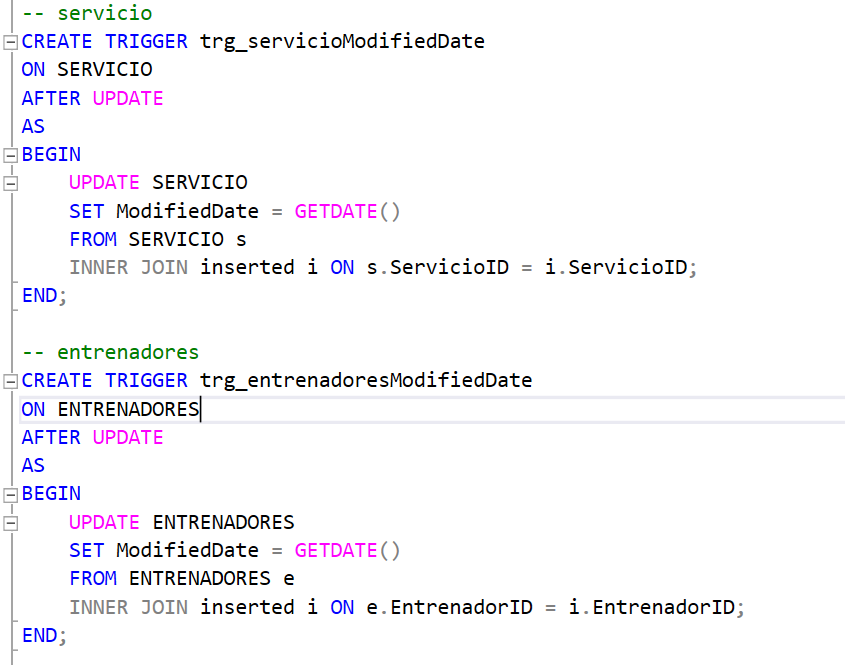 -- servicio
CREATE TRIGGER trg_servicioModifiedDate
ON SERVICIO
AFTER UPDATE
AS
BEGIN
    UPDATE SERVICIO
    SET ModifiedDate = GETDATE()
    FROM SERVICIO s
    INNER JOIN inserted i ON s.ServicioID = i.ServicioID;
END;

-- entrenadores
CREATE TRIGGER trg_entrenadoresModifiedDate
ON ENTRENADORES
AFTER UPDATE
AS
BEGIN
    UPDATE ENTRENADORES
    SET ModifiedDate = GETDATE()
    FROM ENTRENADORES e
    INNER JOIN inserted i ON e.EntrenadorID = i.EntrenadorID;
END;